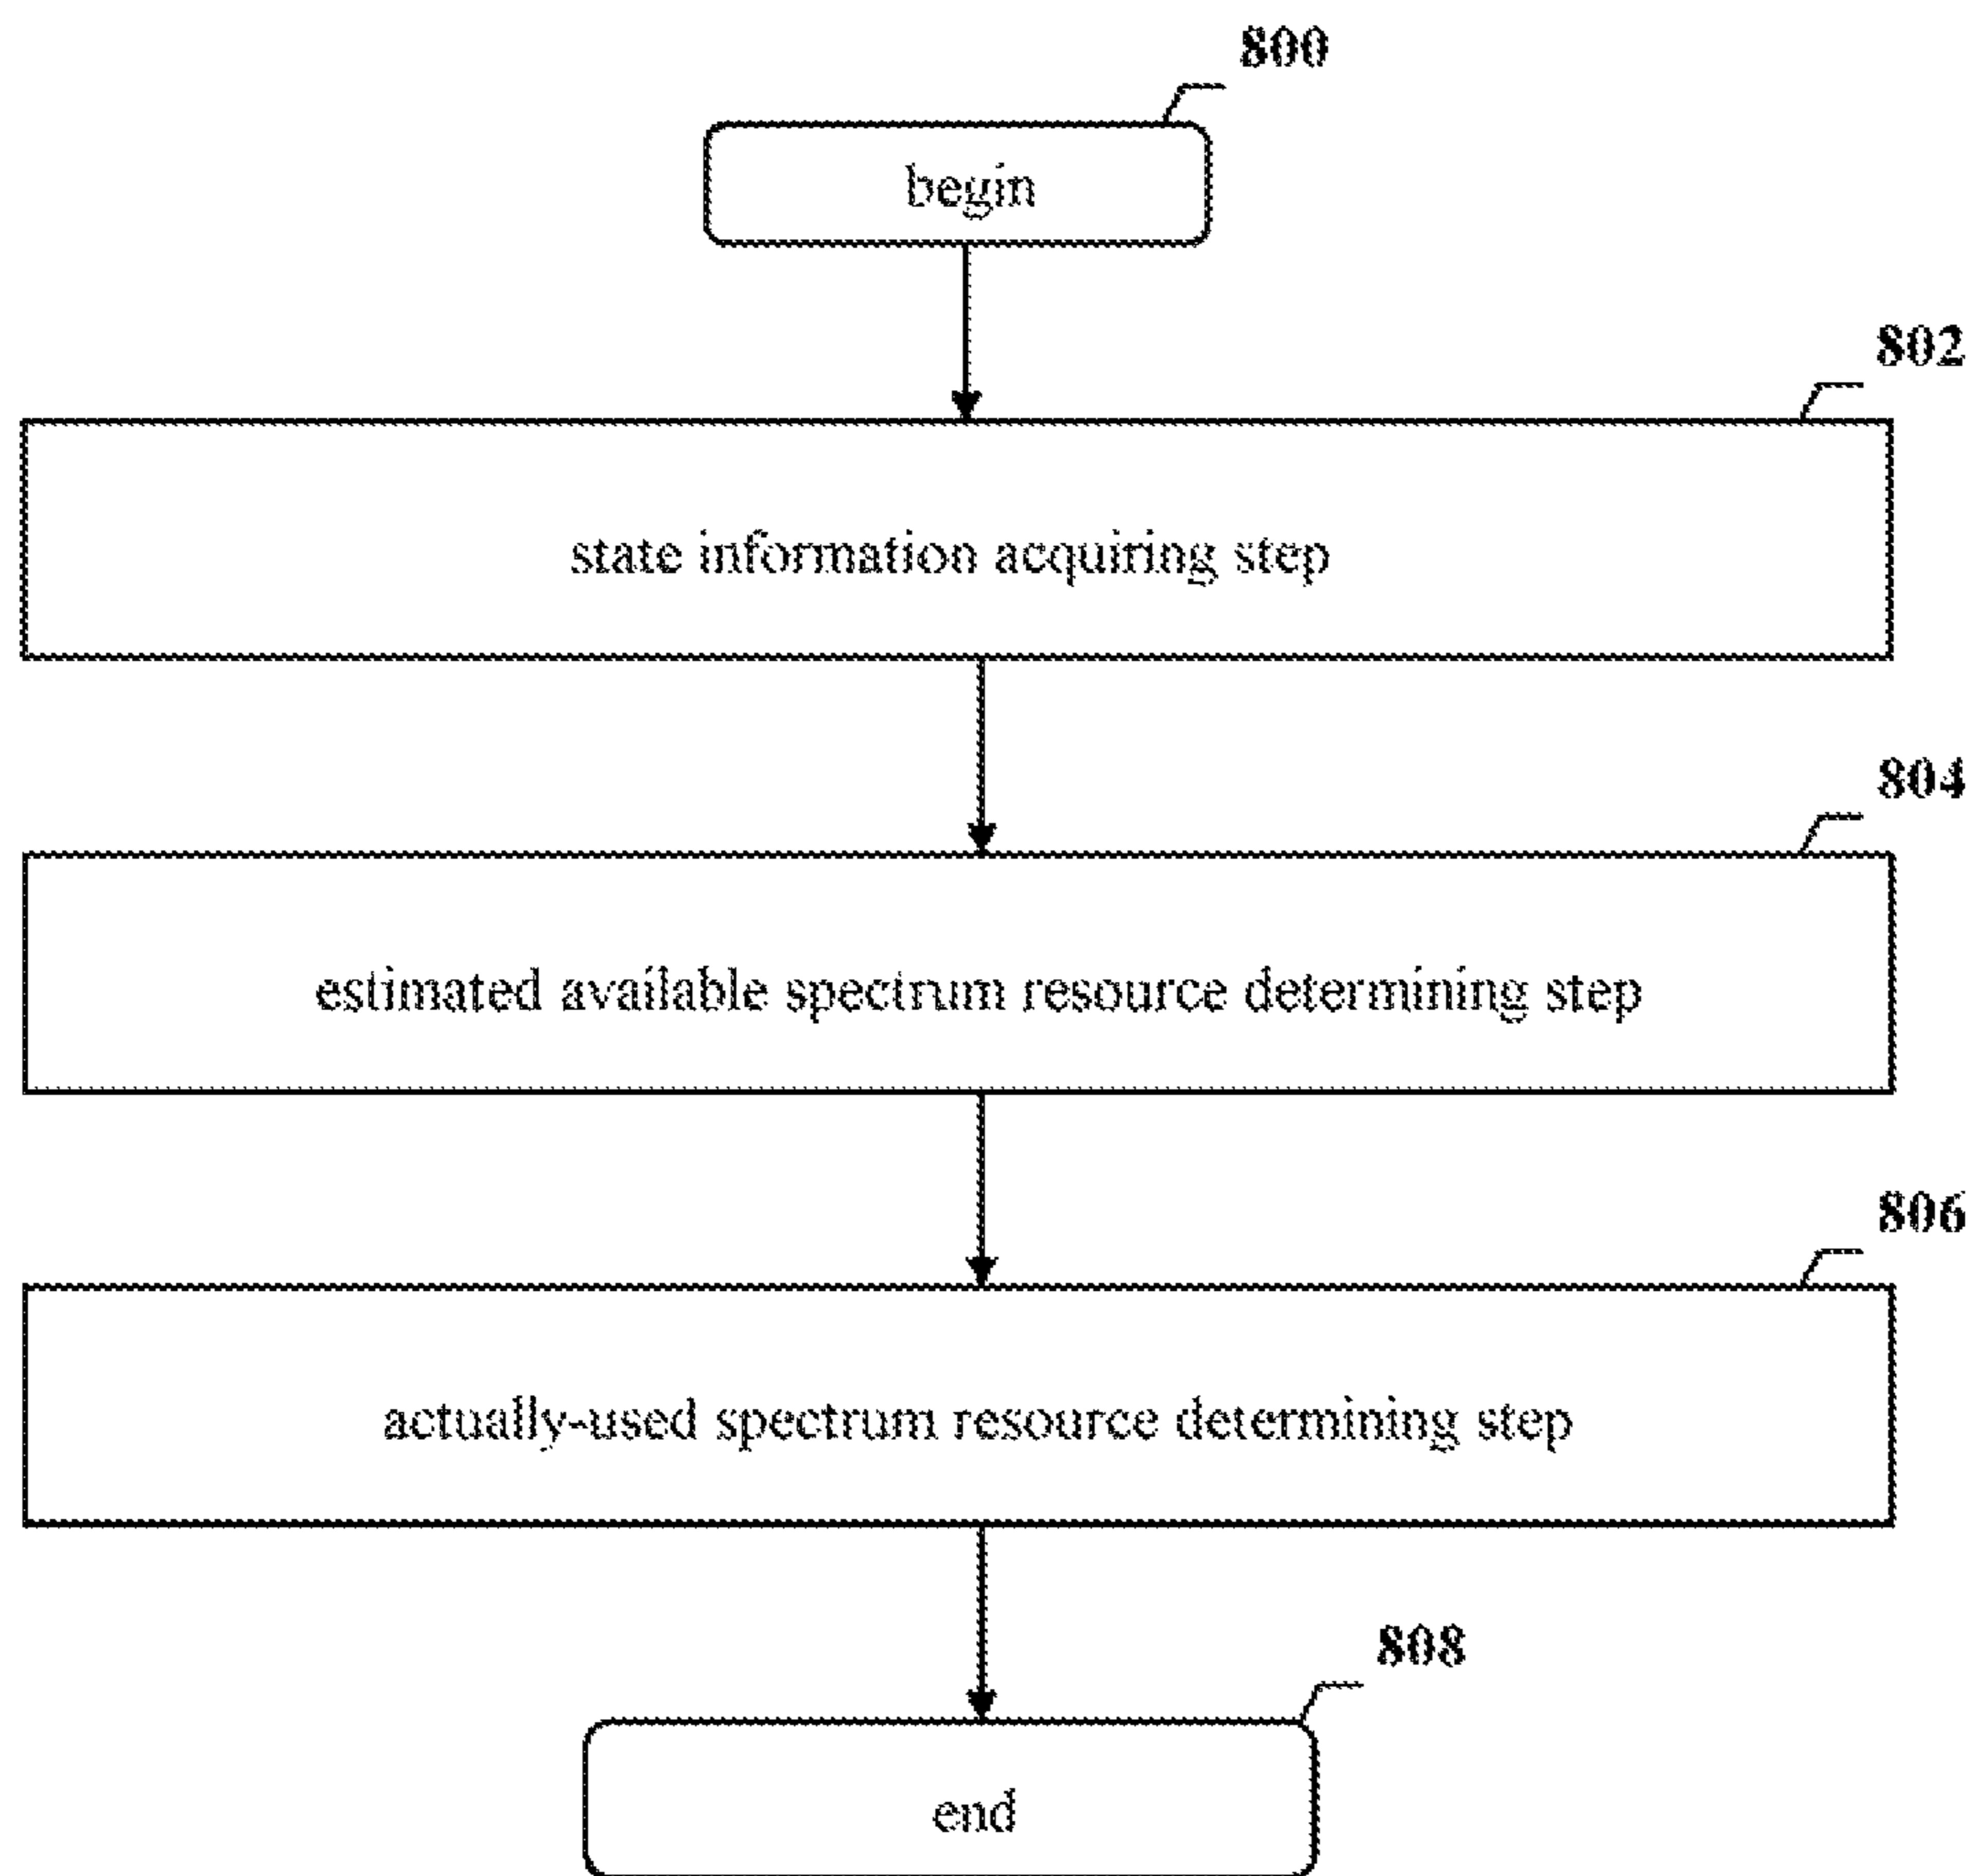 800
begin
802
state information acquiring step
804
estimated available spectrum resource determining step
806
actually-used spectrum resource determining step
808
end